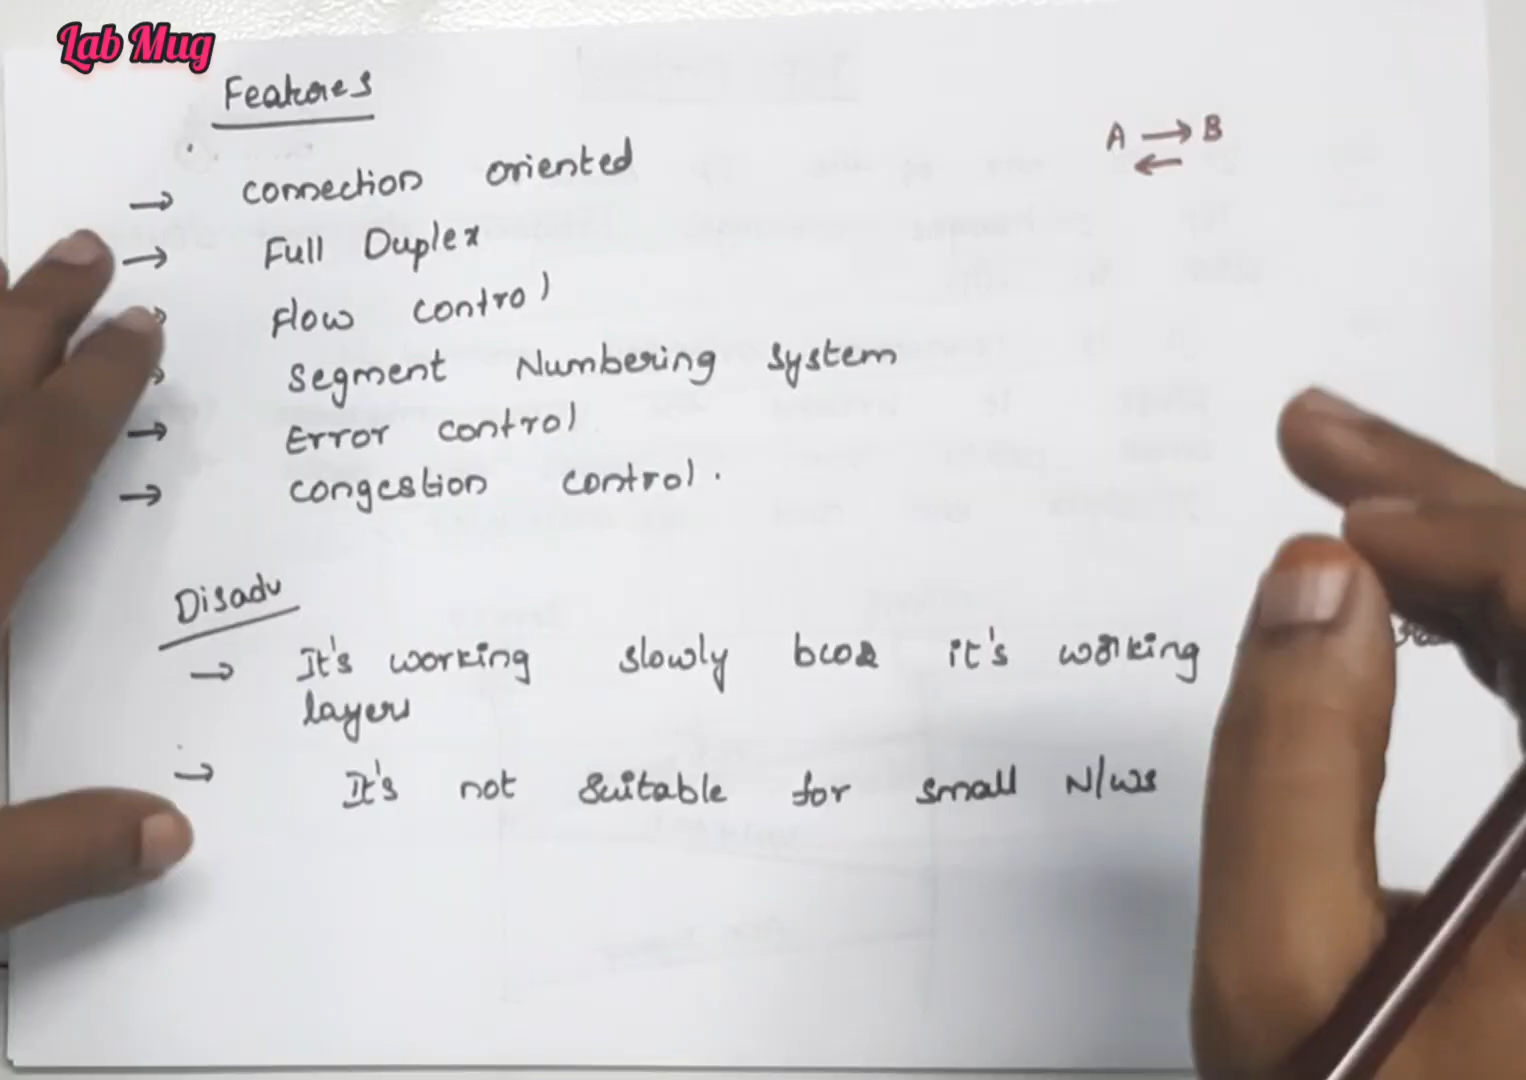 Lab Mug
Features
A → B
←
→ connection oriented
→ Full Duplex
→ Flow control
→ Segment Numbering System
→ Error control
→ congestion control.
Disadv
→ It's working slowly bcoz it's working
layers
→ It's not suitable for small N/ws